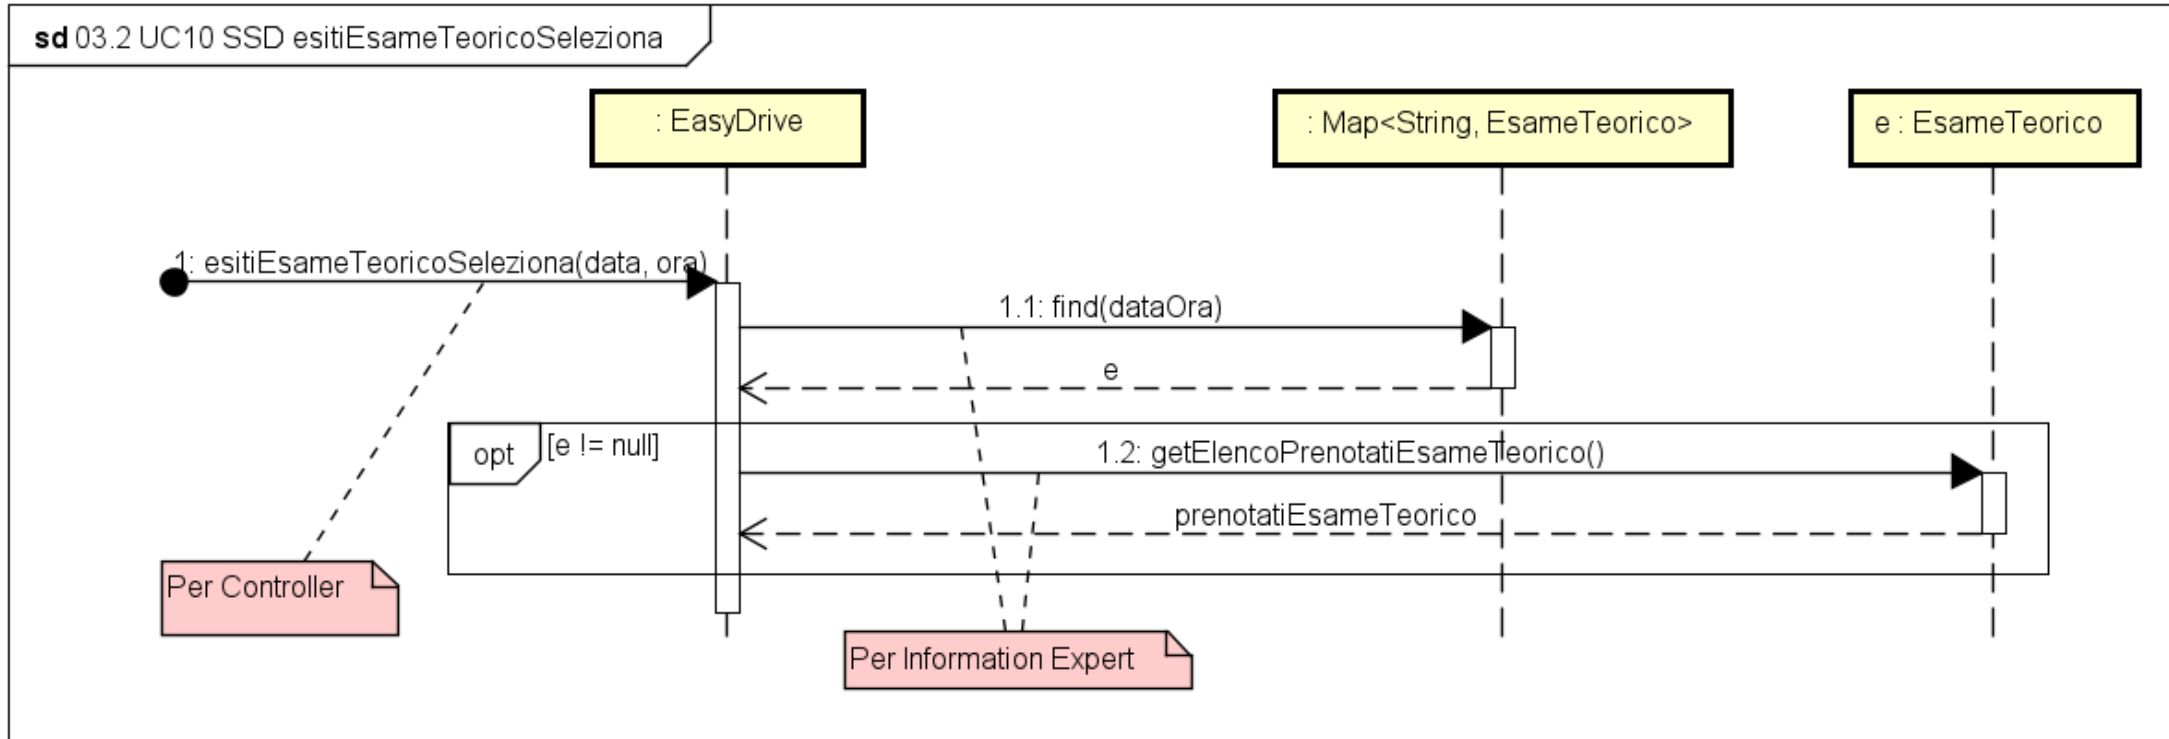 sd 03.2 UC10 SSD esitiEsameTeoricoSeleziona
: EasyDrive
: Map<String, EsameTeorico>
e : EsameTeorico
1: esitiEsameTeoricoSeleziona(data, ora)
1.1: find(dataOra)
e
opt
[e != null]
1.2: getElencoPrenotatiEsameTeorico()
prenotatiEsameTeorico
Per Controller
Per Information Expert